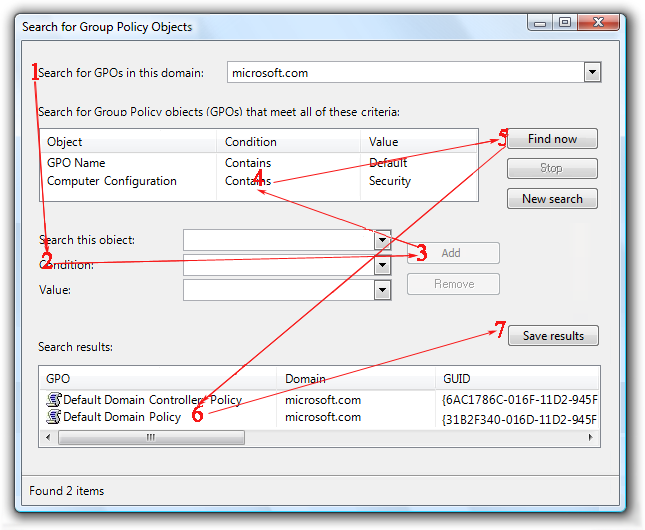 Search for Group Policy Objects
1 Search for GPOs in this domain: microsoft.com
Search for Group Policy objects (GPOs) that meet all of these criteria:
Object Condition Value
5 Find now
GPO Name Contains Default
Computer Configuration Contains Security
4
Stop
New search
Search this object:
2 Condition:
3 Add
Value:
Remove
7 Save results
Search results:
GPO Domain GUID
Default Domain Controllers Policy microsoft.com {6AC1786C-016F-11D2-945F
Default Domain Policy microsoft.com {31B2F340-016D-11D2-945F
6
Found 2 items